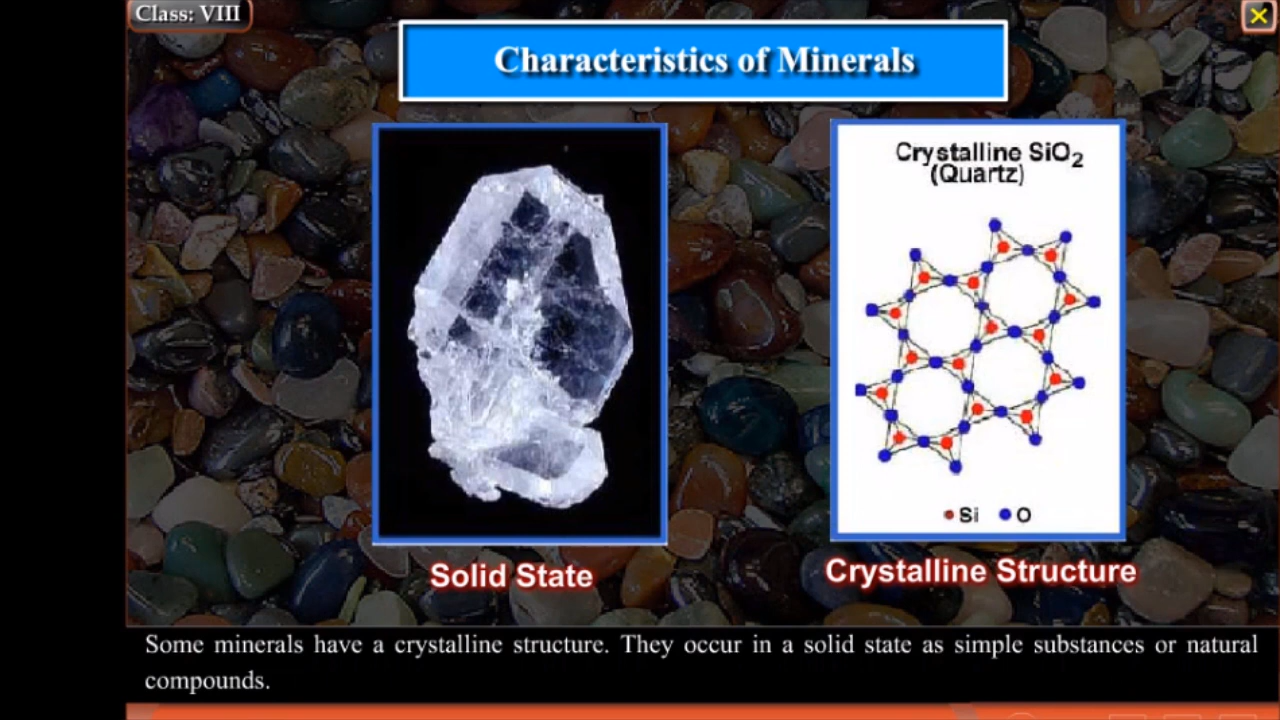 Class: VIII
Characteristics of Minerals
Crystalline SiO₂
(Quartz)
Si O
Solid State
Crystalline Structure
Some minerals have a crystalline structure. They occur in a solid state as simple substances or natural
compounds.